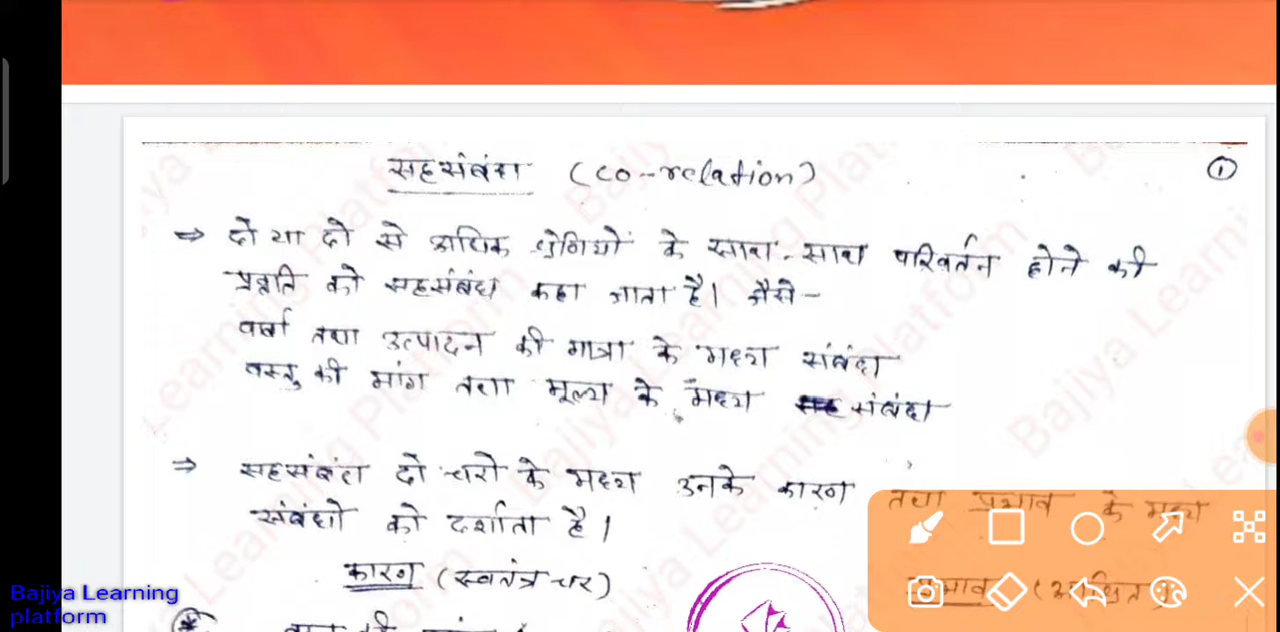 सहसंबंध (co-relation)
1
⇒ दो या दो से अधिक श्रेणियों के साथ-साथ परिवर्तन होने की
प्रवृति को सहसंबंध कहा जाता है। जैसे-
वर्षा तथा उत्पादन की मात्रा के मध्य संबंध
वस्तु की मांग तथा मूल्य के मध्य संबंध
⇒ सहसंबंध दो चरो के मध्य उनके कारण तथा प्रभाव के मध्य
संबंधो को दर्शाता है।
कारण (स्वतंत्र चर)
Bajiya Learning
platform